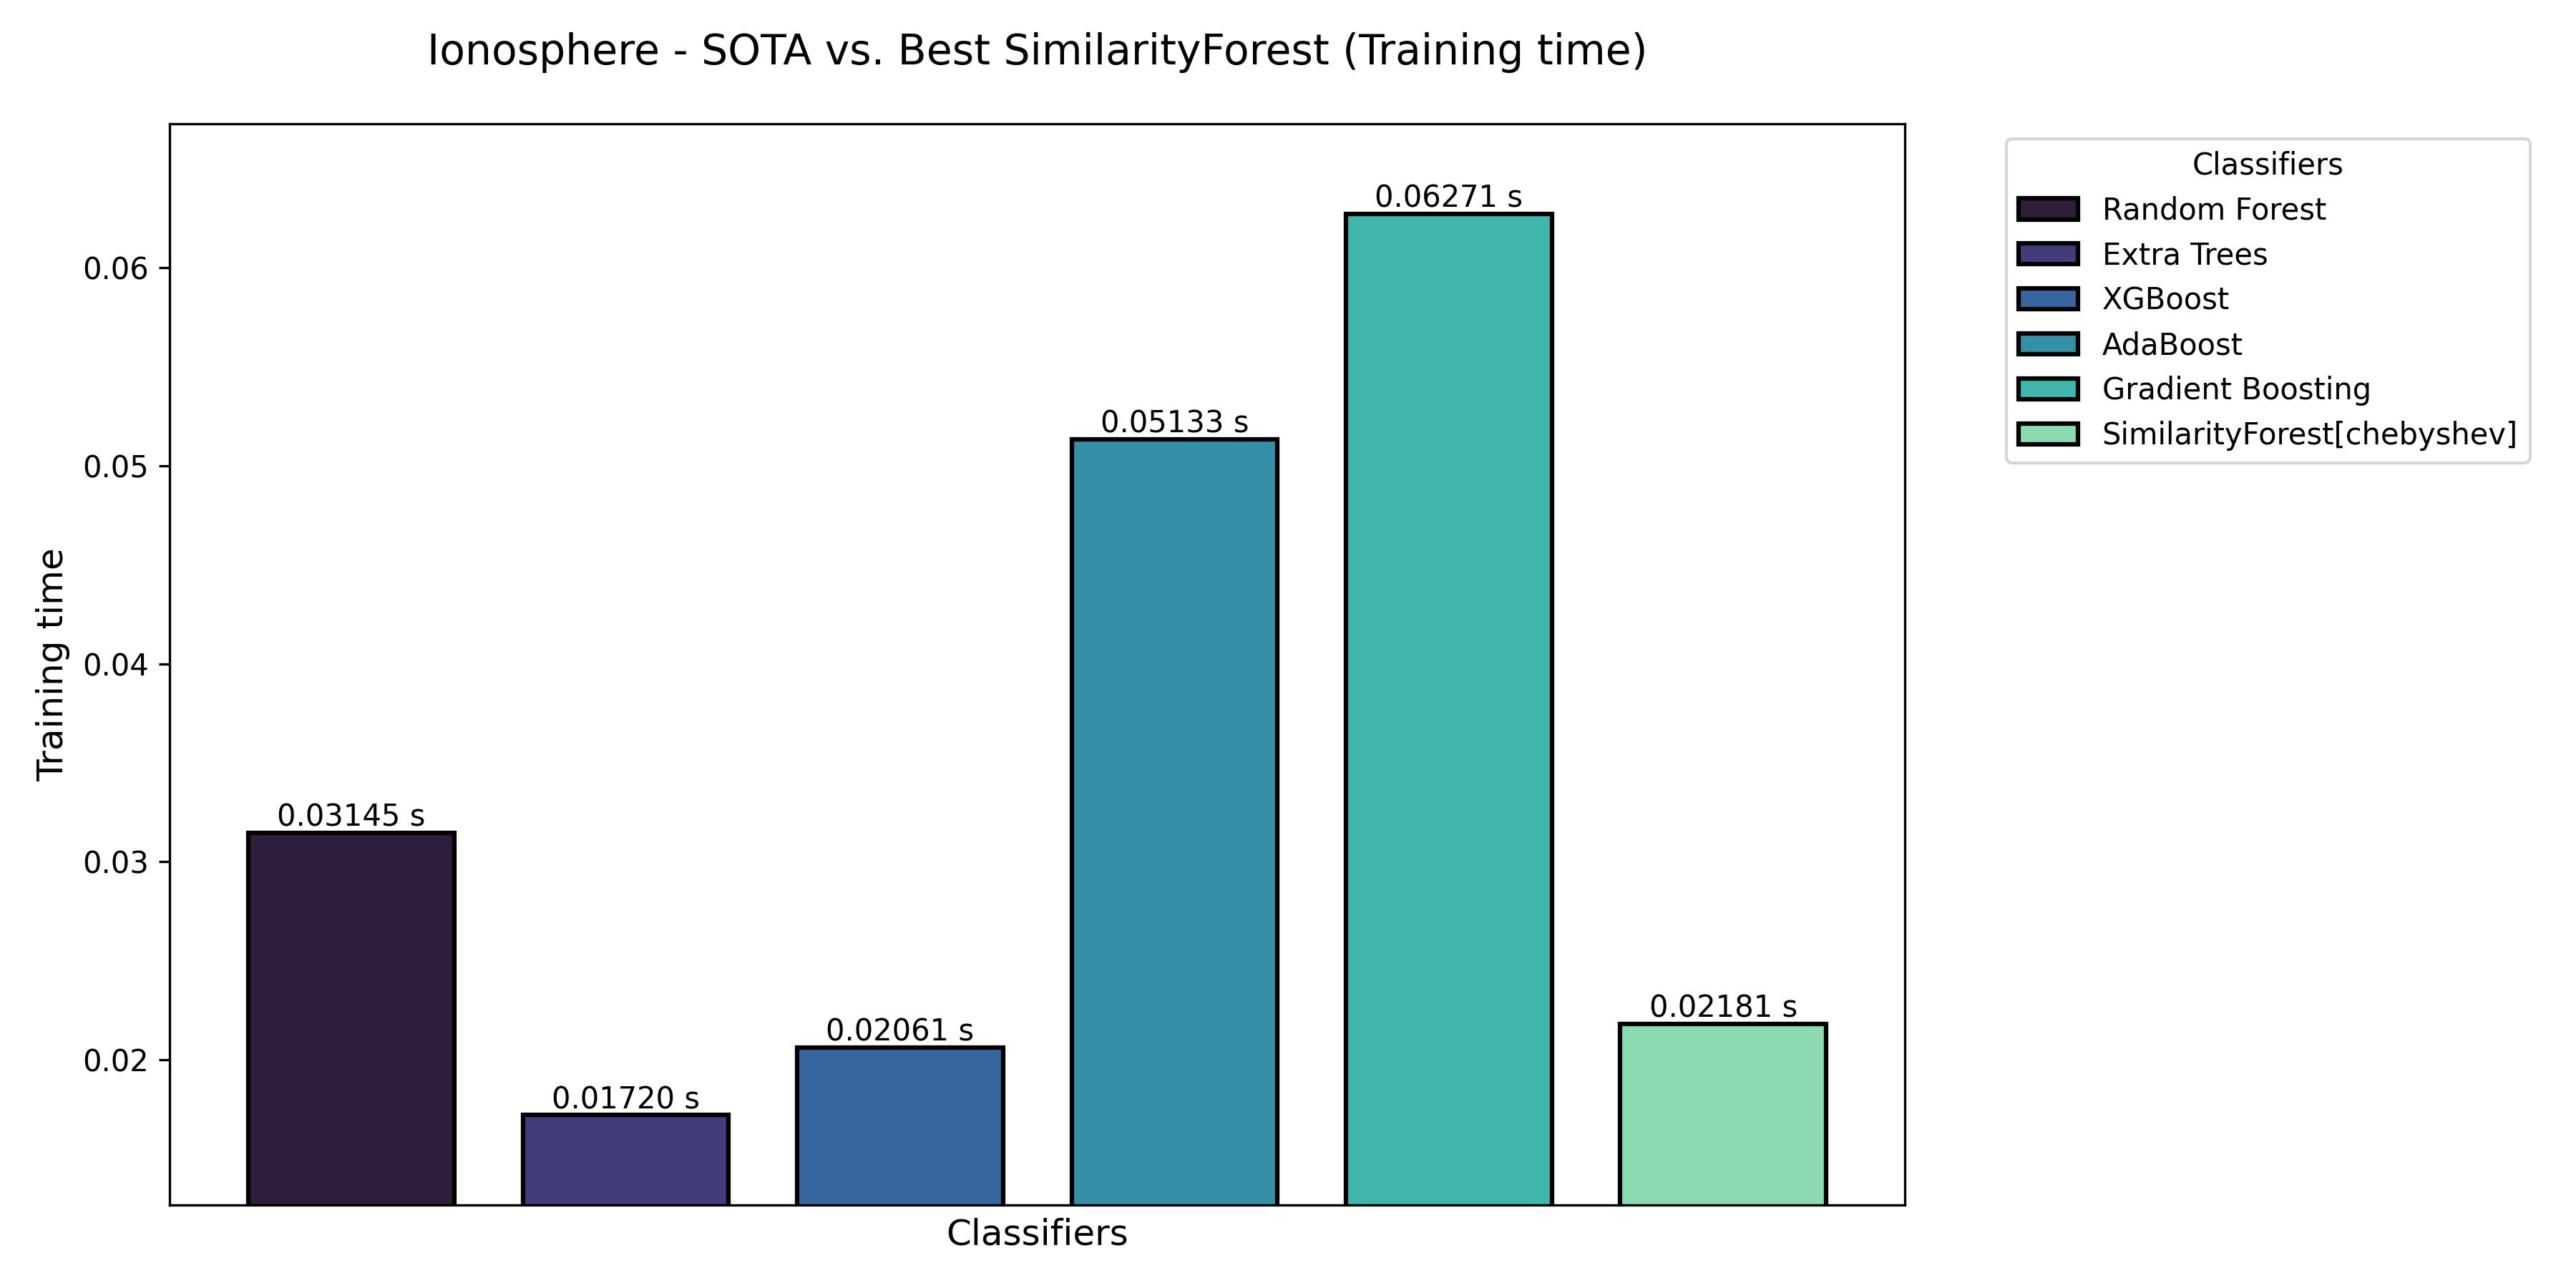 Ionosphere - SOTA vs. Best SimilarityForest (Training time)
Training time
0.06
0.05
0.04
0.03
0.02
0.03145 s
0.01720 s
0.02061 s
0.05133 s
0.06271 s
0.02181 s
Classifiers
Classifiers
Random Forest
Extra Trees
XGBoost
AdaBoost
Gradient Boosting
SimilarityForest[chebyshev]